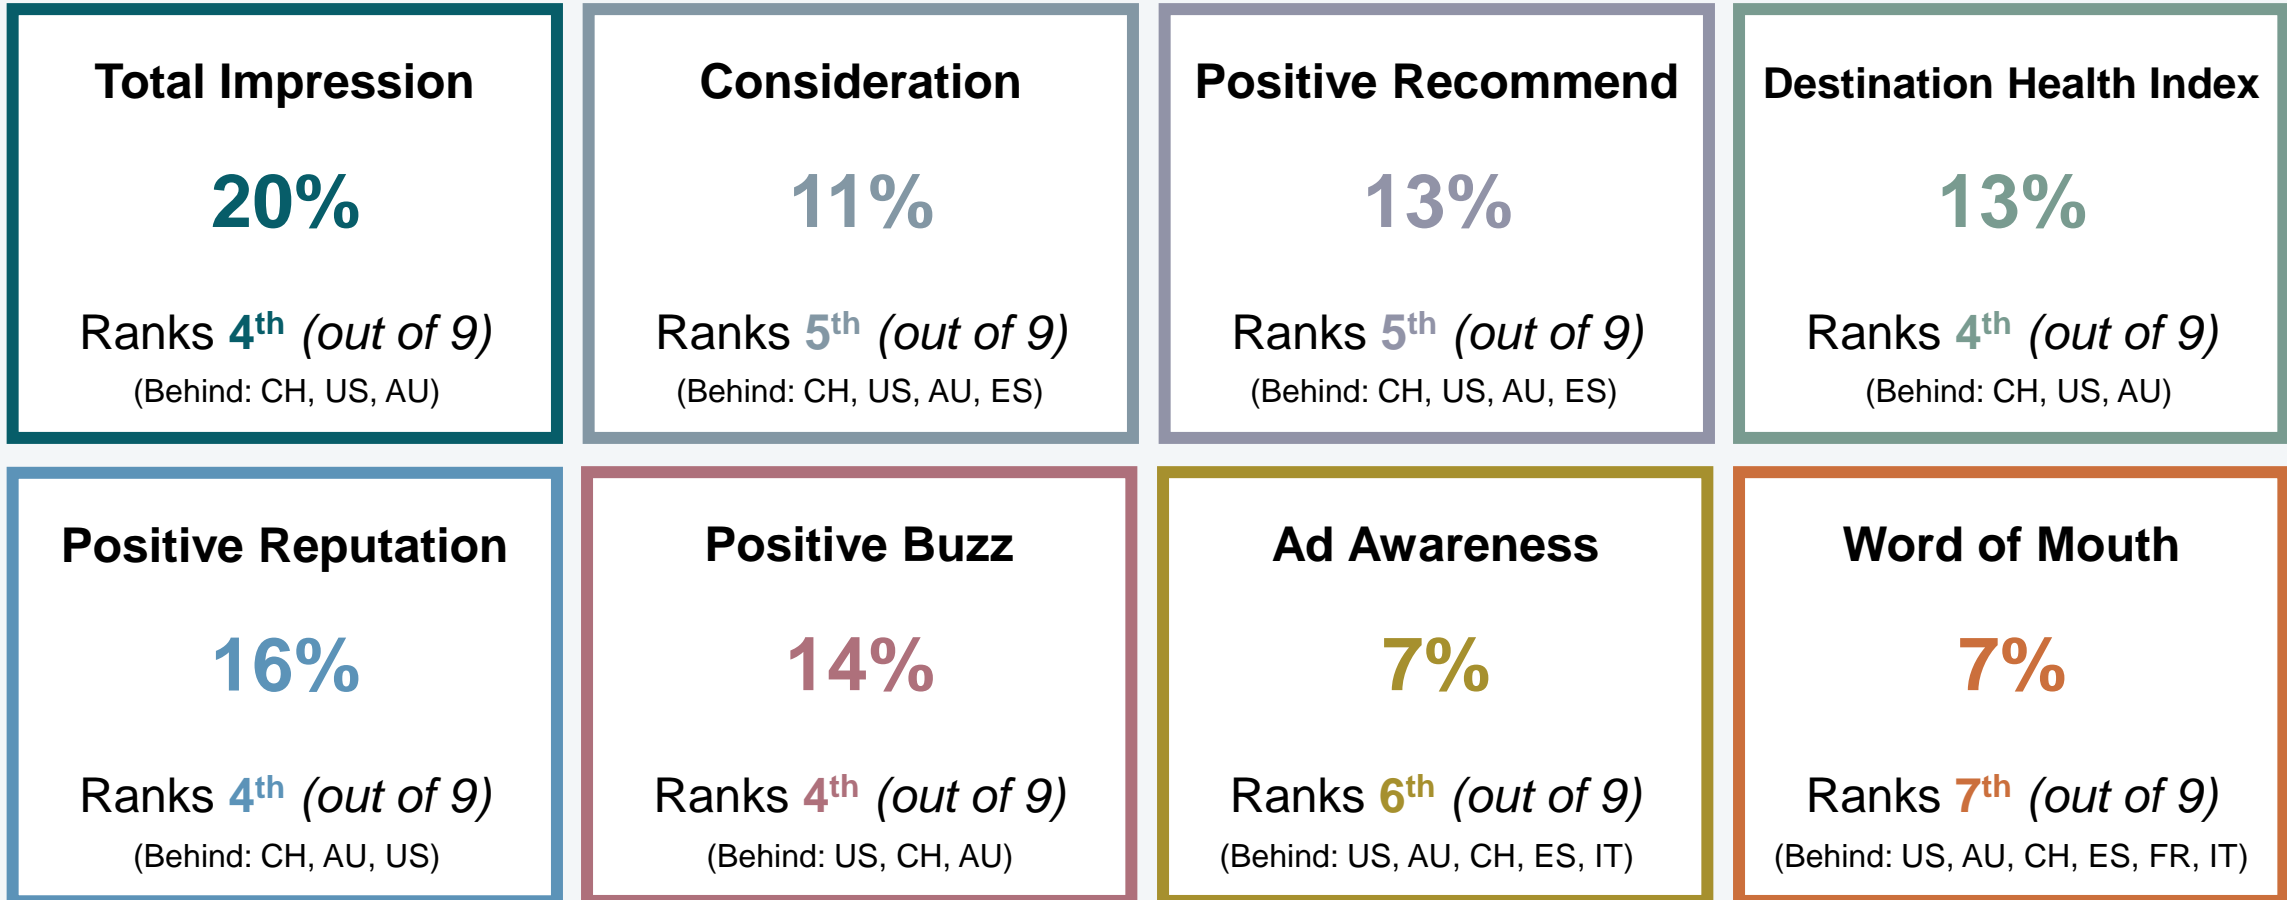 Total Impression
20%
Ranks 4th (out of 9)
(Behind: CH, US, AU)
Consideration
11%
Ranks 5th (out of 9)
(Behind: CH, US, AU, ES)
Positive Recommend
13%
Ranks 5th (out of 9)
(Behind: CH, US, AU, ES)
Destination Health Index
13%
Ranks 4th (out of 9)
(Behind: CH, US, AU)
Positive Reputation
16%
Ranks 4th (out of 9)
(Behind: CH, AU, US)
Positive Buzz
14%
Ranks 4th (out of 9)
(Behind: US, CH, AU)
Ad Awareness
7%
Ranks 6th (out of 9)
(Behind: US, AU, CH, ES, IT)
Word of Mouth
7%
Ranks 7th (out of 9)
(Behind: US, AU, CH, ES, FR, IT)